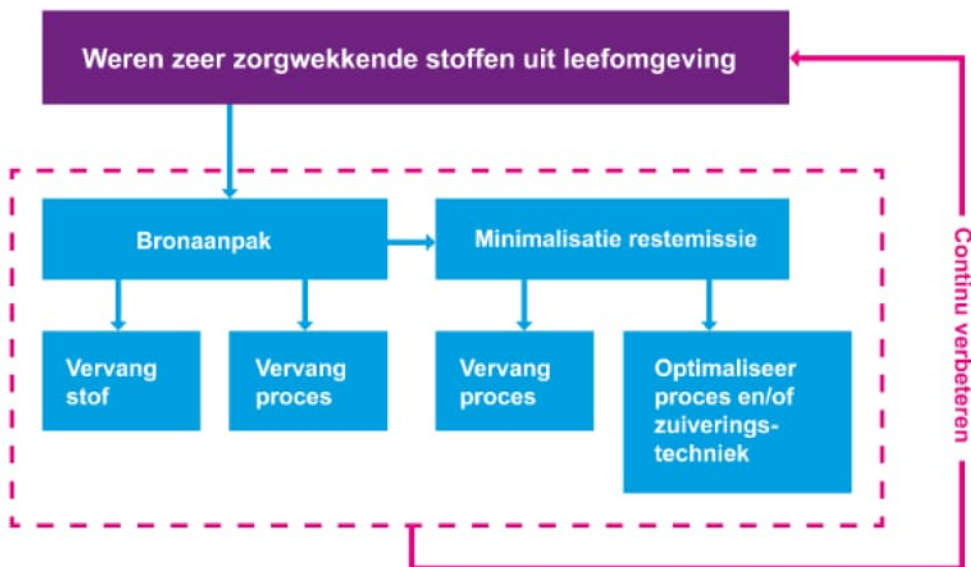 Weren zeer zorgwekkende stoffen uit leefomgeving
Bronaanpak
Minimalisatie restemissie
Vervang
stof
Vervang
proces
Vervang
proces
Optimaliseer
proces en/of
zuiverings-
techniek
Continu verbeteren